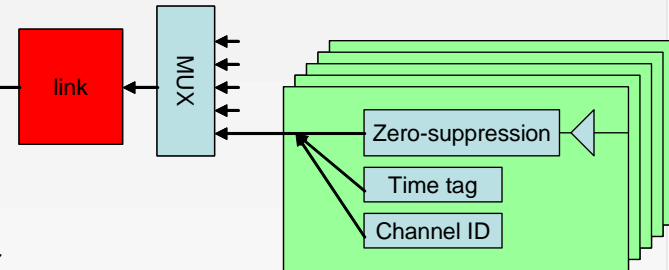 link
MUX
Zero-suppression
Time tag
Channel ID